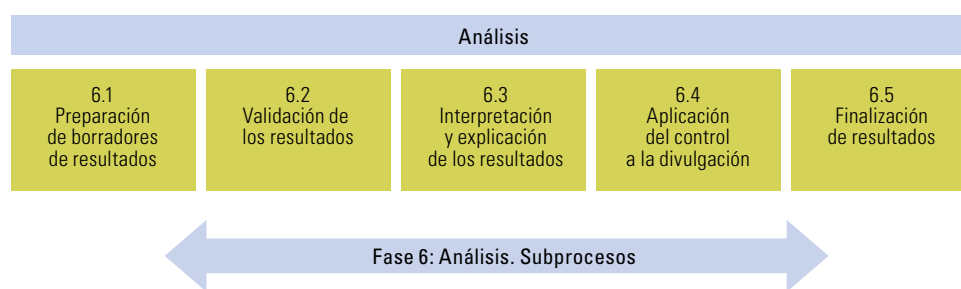 Análisis
6.1
Preparación
de borradores
de resultados
6.2
Validación de
los resultados
6.3
Interpretación
y explicación
de los resultados
6.4
Aplicación
del control
a la divulgación
6.5
Finalización
de resultados
Fase 6: Análisis. Subprocesos